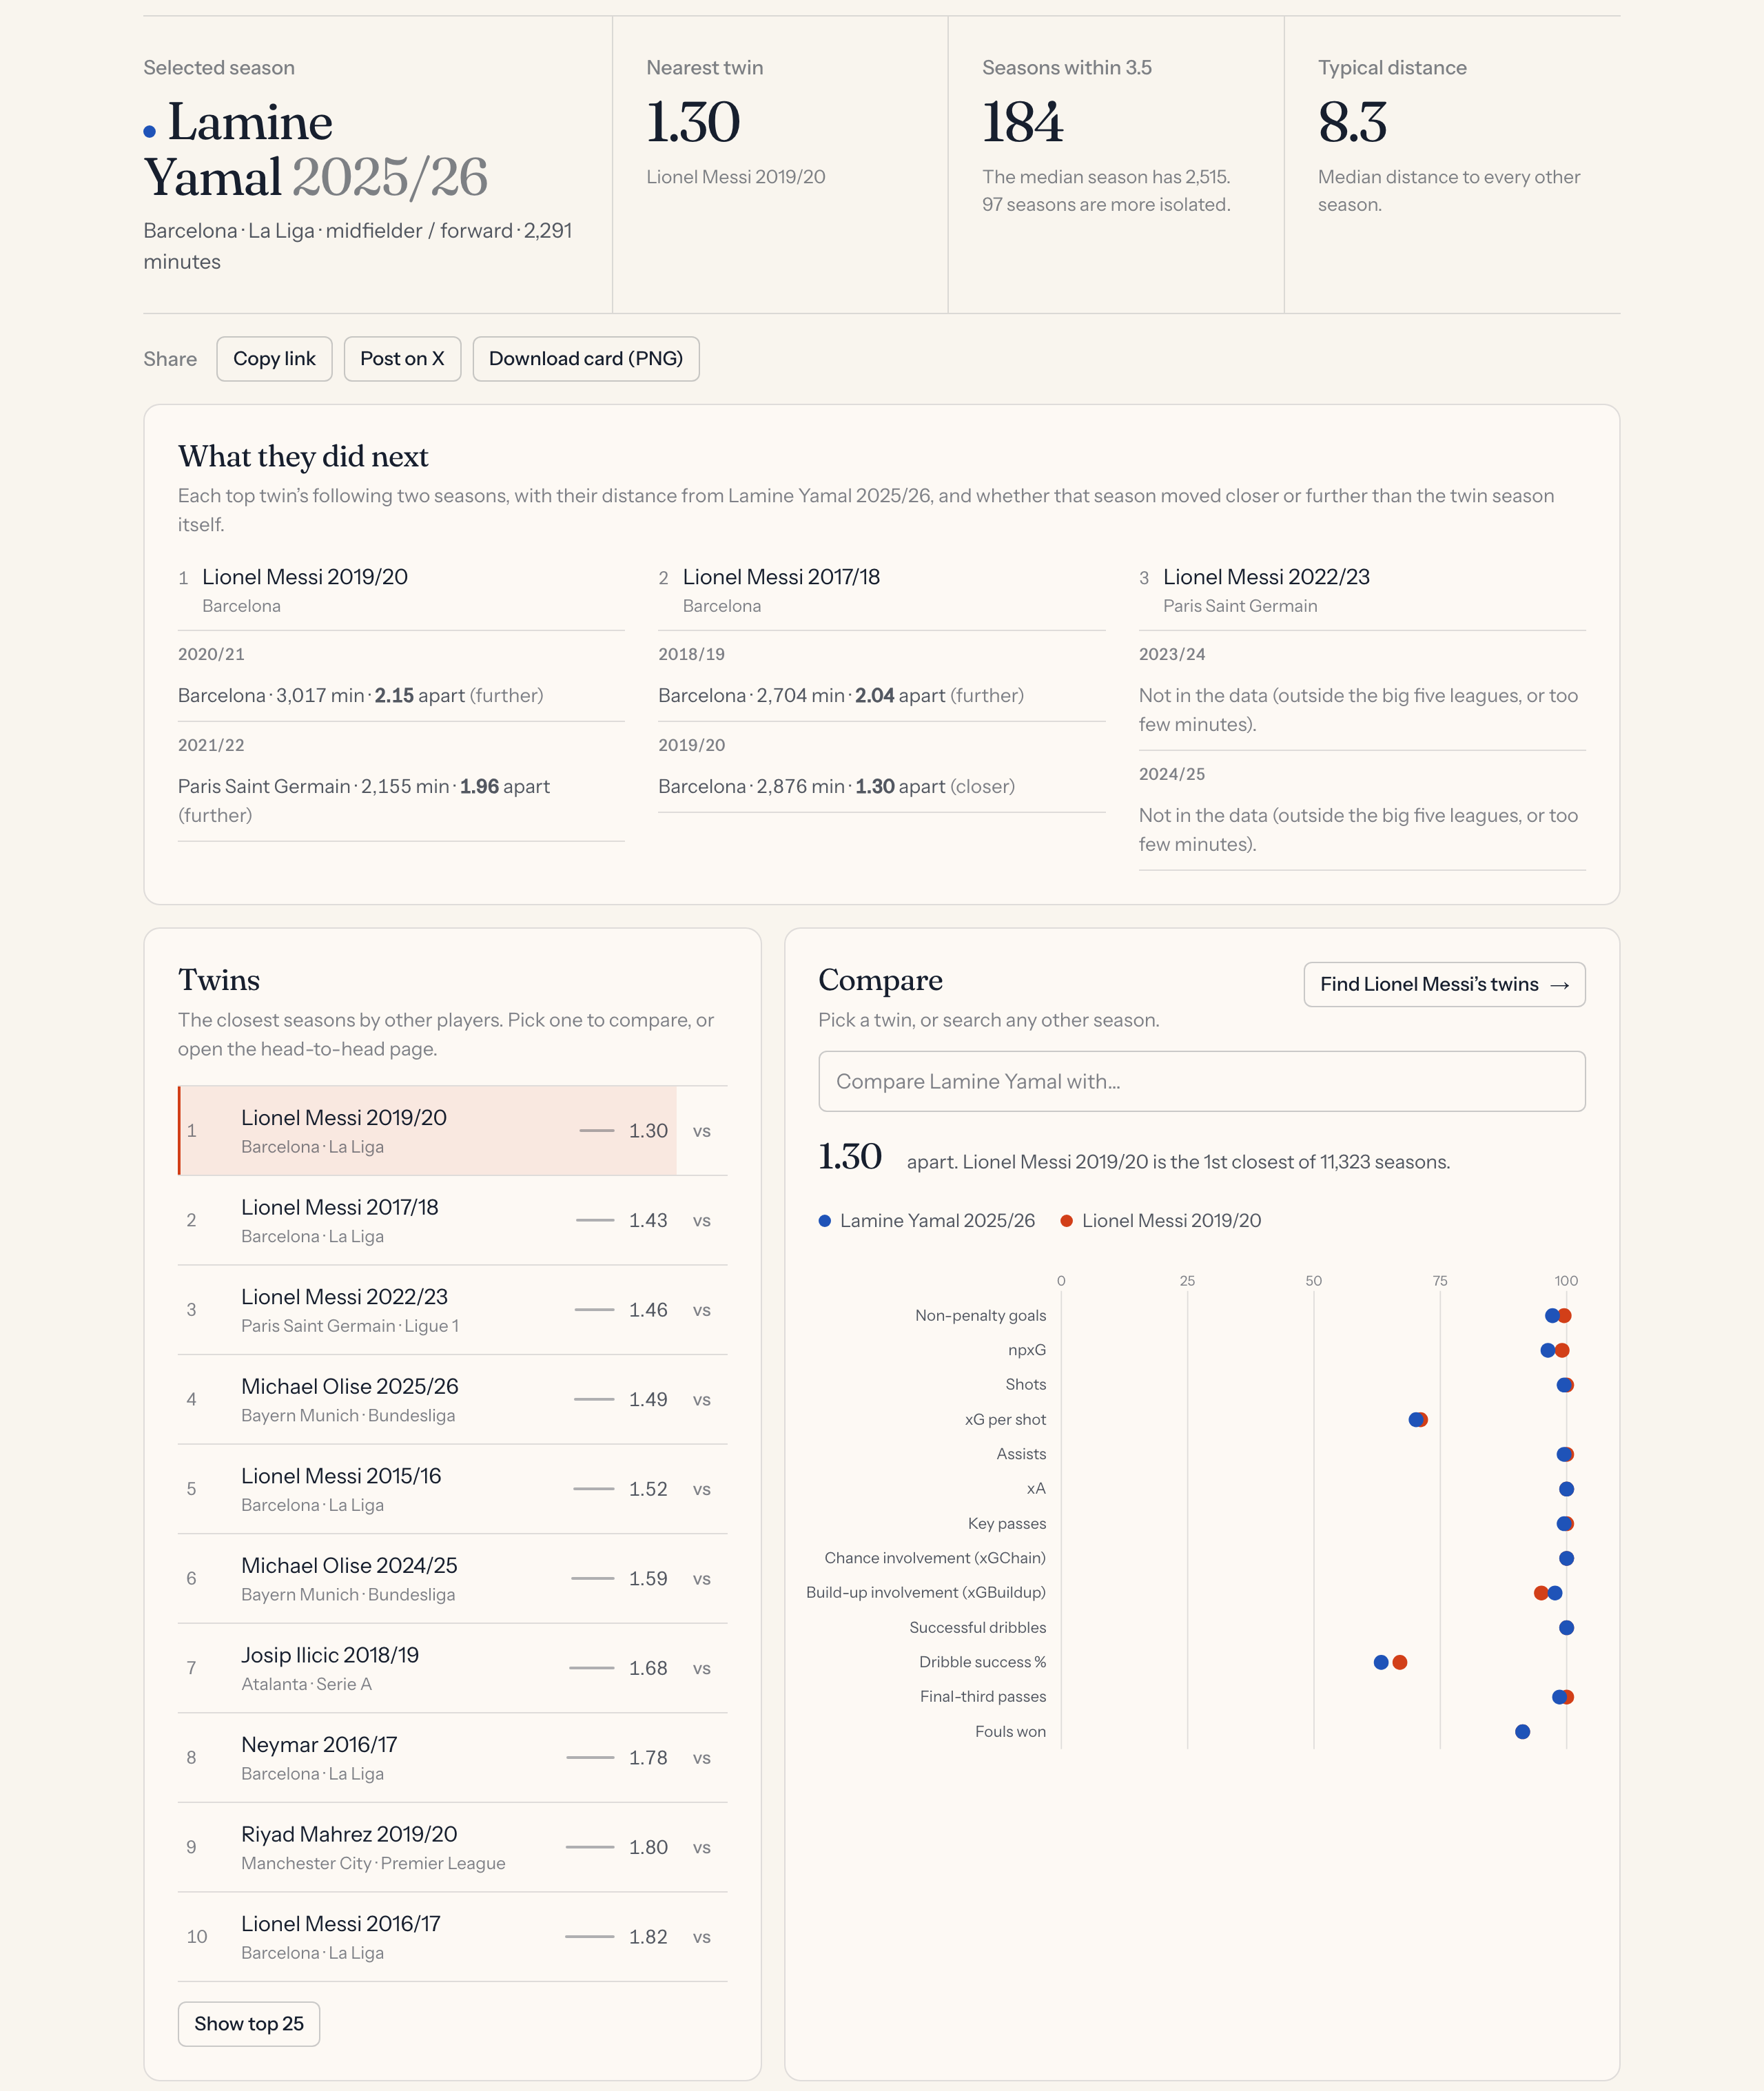 Selected season
Lamine
Yamal 2025/26
Barcelona · La Liga · midfielder / forward · 2,291
minutes
Nearest twin
1.30
Lionel Messi 2019/20
Seasons within 3.5
184
The median season has 2,515.
97 seasons are more isolated.
Typical distance
8.3
Median distance to every other
season.
Share
Copy link
Post on X
Download card (PNG)
What they did next
Each top twin’s following two seasons, with their distance from Lamine Yamal 2025/26, and whether that season moved closer or further than the twin season
itself.
1 Lionel Messi 2019/20
Barcelona
2020/21
Barcelona · 3,017 min · 2.15 apart (further)
2021/22
Paris Saint Germain · 2,155 min · 1.96 apart
(further)
2 Lionel Messi 2017/18
Barcelona
2018/19
Barcelona · 2,704 min · 2.04 apart (further)
2019/20
Barcelona · 2,876 min · 1.30 apart (closer)
3 Lionel Messi 2022/23
Paris Saint Germain
2023/24
Not in the data (outside the big five leagues, or too
few minutes).
2024/25
Not in the data (outside the big five leagues, or too
few minutes).
Twins
The closest seasons by other players. Pick one to compare, or
open the head-to-head page.
1 Lionel Messi 2019/20 1.30 vs
Barcelona · La Liga
2 Lionel Messi 2017/18 1.43 vs
Barcelona · La Liga
3 Lionel Messi 2022/23 1.46 vs
Paris Saint Germain · Ligue 1
4 Michael Olise 2025/26 1.49 vs
Bayern Munich · Bundesliga
5 Lionel Messi 2015/16 1.52 vs
Barcelona · La Liga
6 Michael Olise 2024/25 1.59 vs
Bayern Munich · Bundesliga
7 Josip Ilicic 2018/19 1.68 vs
Atalanta · Serie A
8 Neymar 2016/17 1.78 vs
Barcelona · La Liga
9 Riyad Mahrez 2019/20 1.80 vs
Manchester City · Premier League
10 Lionel Messi 2016/17 1.82 vs
Barcelona · La Liga
Show top 25
Compare
Find Lionel Messi’s twins →
Pick a twin, or search any other season.
Compare Lamine Yamal with...
1.30 apart. Lionel Messi 2019/20 is the 1st closest of 11,323 seasons.
Lamine Yamal 2025/26 Lionel Messi 2019/20
0 25 50 75 100
Non-penalty goals
npxG
Shots
xG per shot
Assists
xA
Key passes
Chance involvement (xGChain)
Build-up involvement (xGBuildup)
Successful dribbles
Dribble success %
Final-third passes
Fouls won